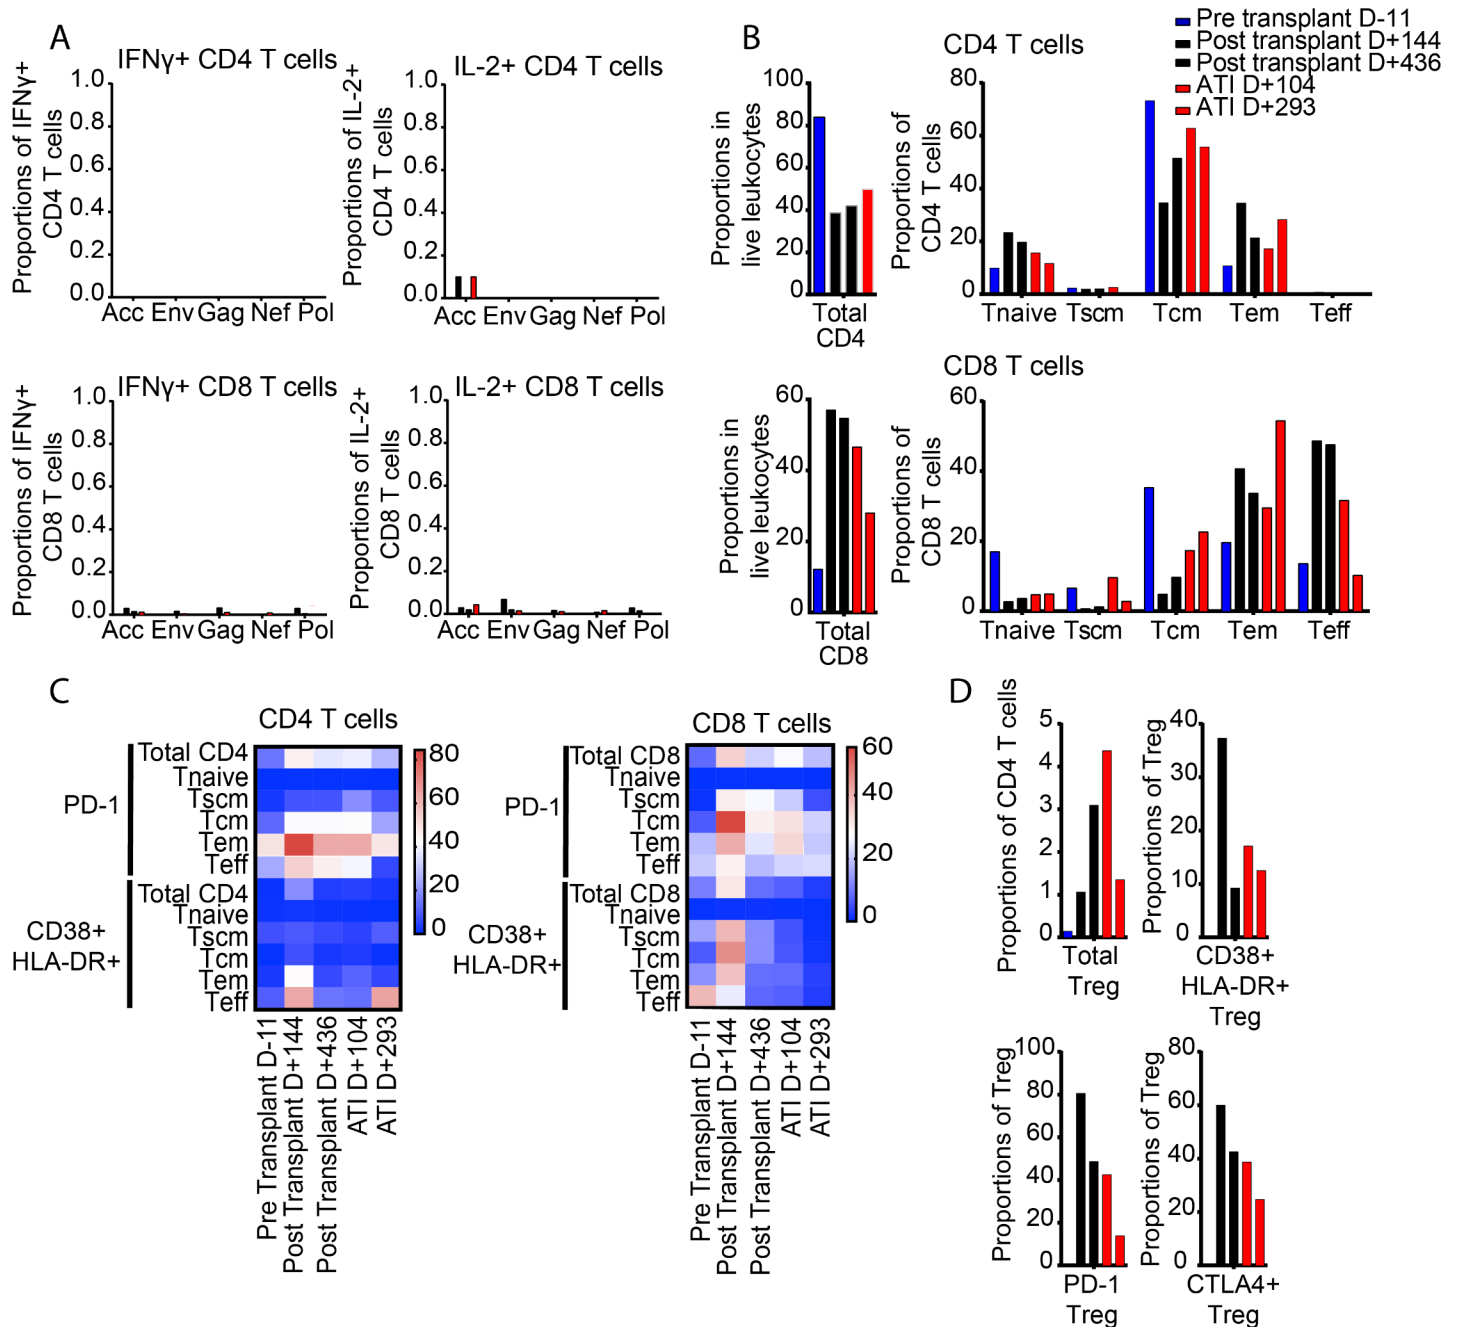 A
IFNγ+ CD4 T cells
Proportions of IFNγ+
CD4 T cells
1.0
0.8
0.6
0.4
0.2
0.0
Acc Env Gag Nef Pol
IL-2+ CD4 T cells
Proportions of IL-2+
CD4 T cells
1.0
0.8
0.6
0.4
0.2
0.0
Acc Env Gag Nef Pol
IFNγ+ CD8 T cells
Proportions of IFNγ+
CD8 T cells
1.0
0.8
0.6
0.4
0.2
0.0
Acc Env Gag Nef Pol
IL-2+ CD8 T cells
Proportions of IL-2+
CD8 T cells
1.0
0.8
0.6
0.4
0.2
0.0
Acc Env Gag Nef Pol
B
Pre transplant D-11
Post transplant D+144
Post transplant D+436
ATI D+104
ATI D+293
Proportions in
live leukocytes
100
80
60
40
20
0
Total
CD4
CD4 T cells
Proportions of
CD4 T cells
80
60
40
20
0
Tnaive Tscm Tcm Tem Teff
Proportions in
live leukocytes
60
40
20
0
Total
CD8
CD8 T cells
Proportions of
CD8 T cells
60
40
20
0
Tnaive Tscm Tcm Tem Teff
C
CD4 T cells
PD-1
Total CD4
Tnaive
Tscm
Tcm
Tem
Teff
CD38+
HLA-DR+
Total CD4
Tnaive
Tscm
Tcm
Tem
Teff
80
60
40
20
0
Pre Transplant D-11
Post Transplant D+144
Post Transplant D+436
ATI D+104
ATI D+293
CD8 T cells
PD-1
Total CD8
Tnaive
Tscm
Tcm
Tem
Teff
CD38+
HLA-DR+
Total CD8
Tnaive
Tscm
Tcm
Tem
Teff
60
40
20
0
Pre Transplant D-11
Post Transplant D+144
Post Transplant D+436
ATI D+104
ATI D+293
D
Proportions of CD4 T cells
5
4
3
2
1
0
Total
Treg
Proportions of Treg
40
30
20
10
0
CD38+
HLA-DR+
Treg
Proportions of Treg
100
80
60
40
20
0
PD-1
Treg
Proportions of Treg
80
60
40
20
0
CTLA4+
Treg